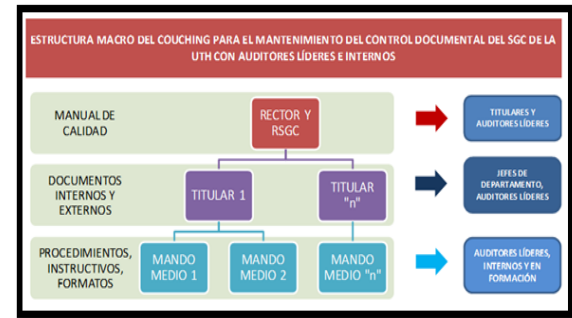 ESTRUCTURA MACRO DEL COUCHING PARA EL MANTENIMIENTO DEL CONTROL DOCUMENTAL DEL SGC DE LA
UTH CON AUDITORES LÍDERES E INTERNOS
MANUAL DE
CALIDAD
RECTOR Y
RSGC
TITULARES Y
AUDITORES LÍDERES
DOCUMENTOS
INTERNOS Y
EXTERNOS
TITULAR 1
TITULAR
"n"
JEFES DE
DEPARTAMENTO,
AUDITORES LÍDERES
PROCEDIMIENTOS,
INSTRUCTIVOS,
FORMATOS
MANDO
MEDIO 1
MANDO
MEDIO 2
MANDO
MEDIO "n"
AUDITORES LÍDERES,
INTERNOS Y EN
FORMACIÓN